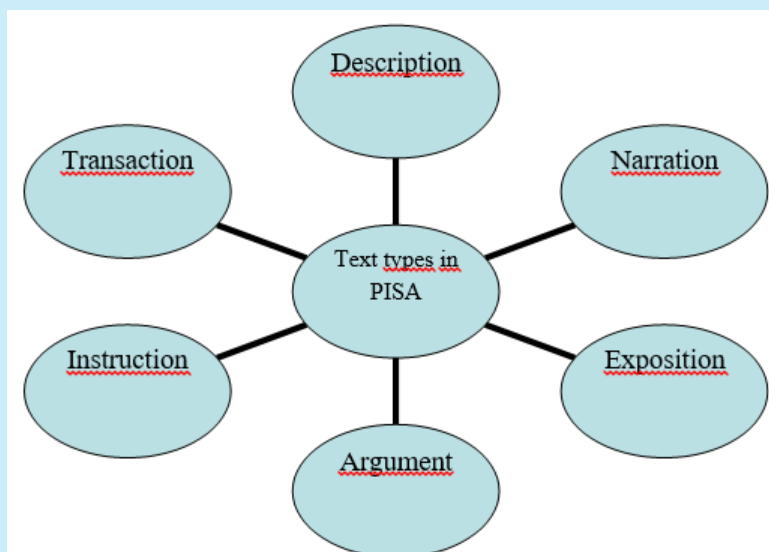 Description
Transaction
Narration
Text types in
PISA
Instruction
Exposition
Argument